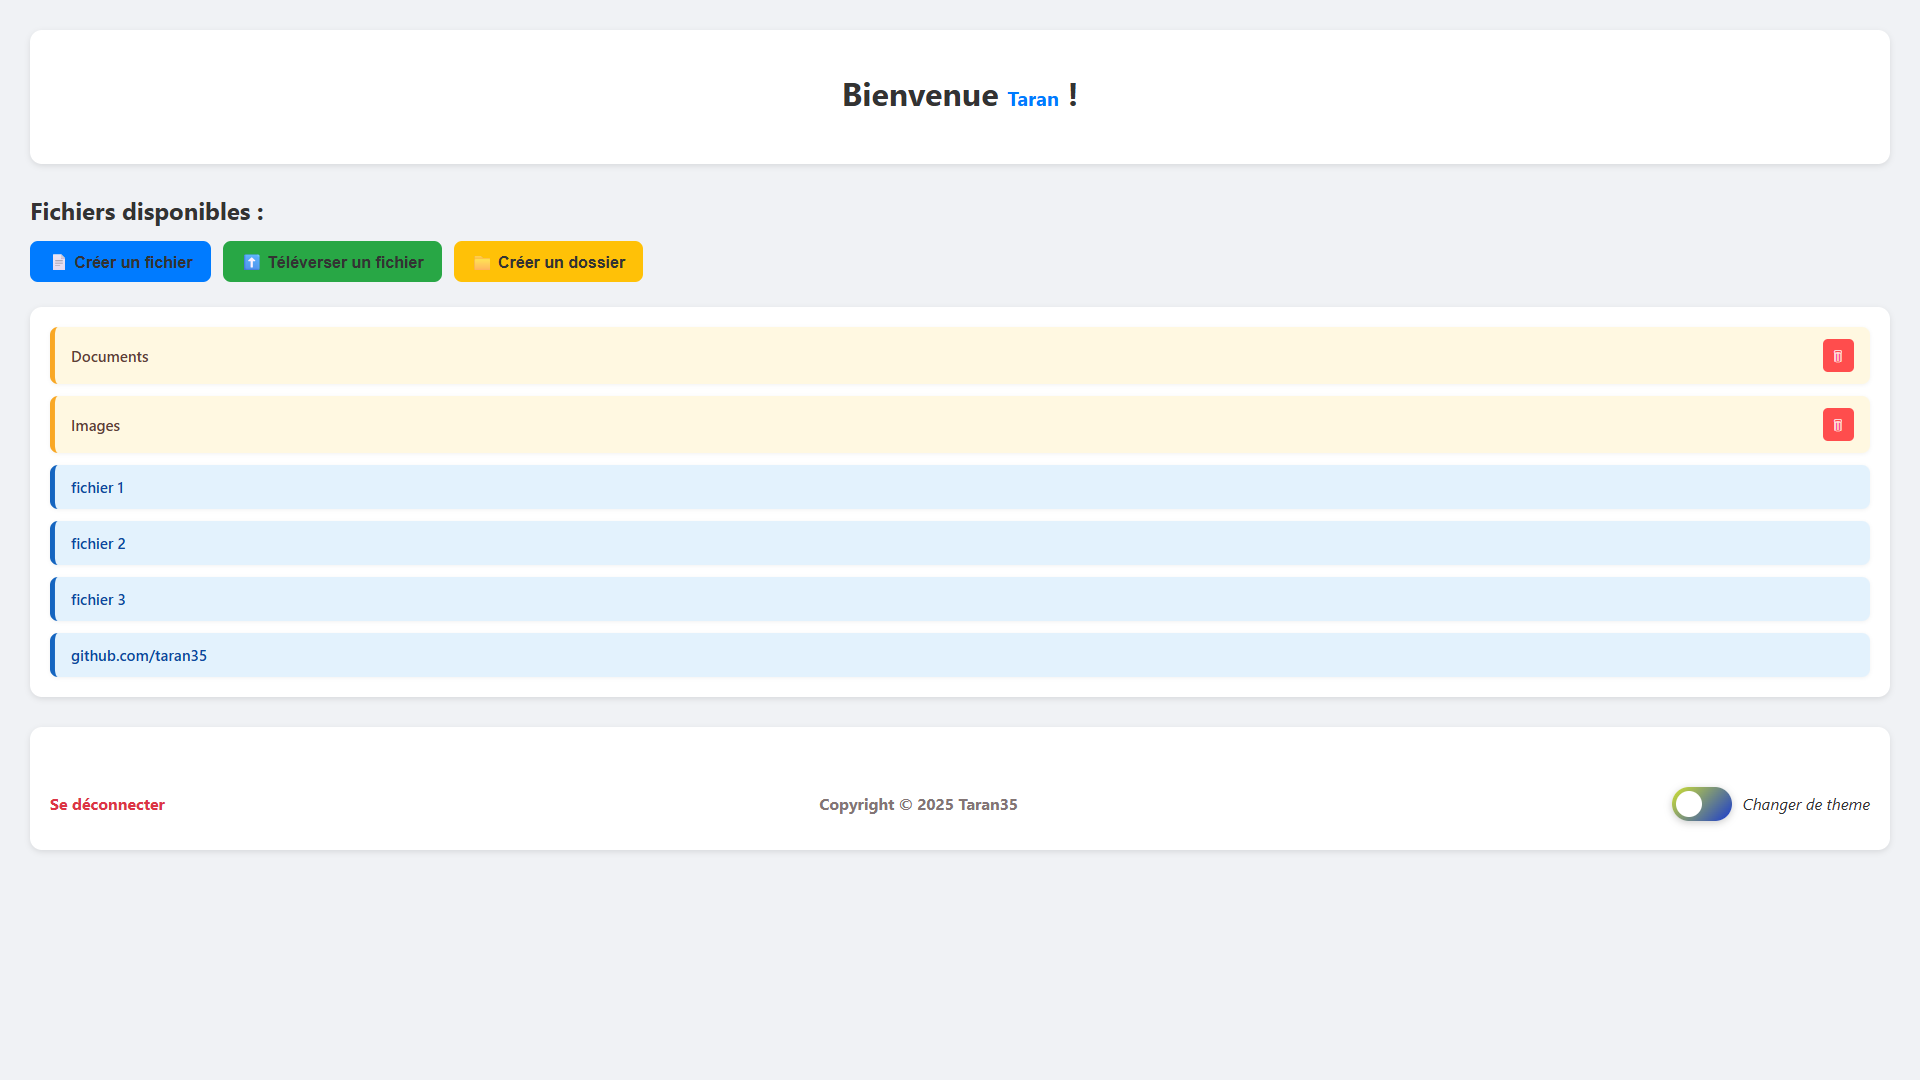 Bienvenue Taran !
Fichiers disponibles :
Créer un fichier
Téléverser un fichier
Créer un dossier
Documents
Images
fichier 1
fichier 2
fichier 3
github.com/taran35
Se déconnecter
Copyright © 2025 Taran35
Changer de theme